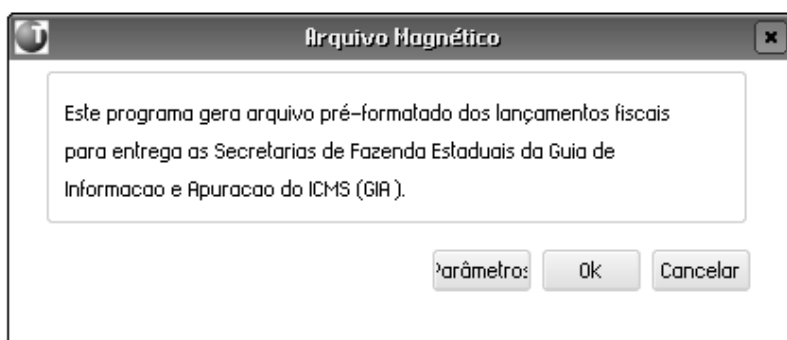 Arquivo Magnético
Este programa gera arquivo pré-formatado dos lançamentos fiscais
para entrega as Secretarias de Fazenda Estaduais da Guia de
Informacao e Apuracao do ICMS (GIA ).
Parâmetros
Ok
Cancelar